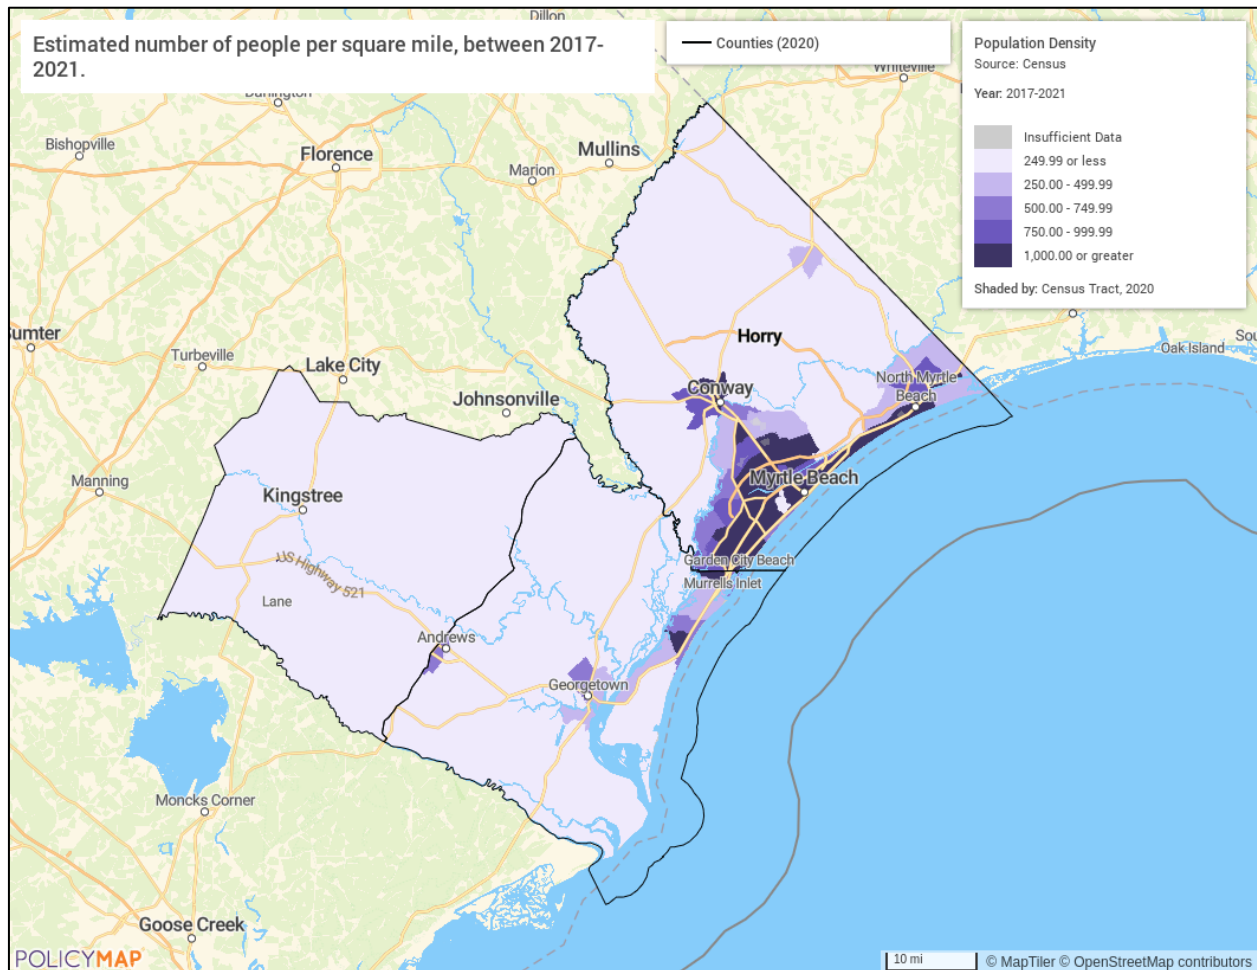 Estimated number of people per square mile, between 2017-
2021.
Counties (2020)
Population Density
Source: Census
Year: 2017-2021
Insufficient Data
249.99 or less
250.00 - 499.99
500.00 - 749.99
750.00 - 999.99
1,000.00 or greater
Shaded by: Census Tract, 2020
Dillon
Whiteville
Darlington
Bishopville
Florence
Mullins
Marion
Horry
Sumter
Turbeville
Lake City
Oak Island
Johnsonville
Conway
North Myrtle
Beach
Manning
Kingstree
Myrtle Beach
US Highway 521
Garden City Beach
Murrells Inlet
Lane
Andrews
Georgetown
Moncks Corner
Goose Creek
POLICYMAP
10 mi
© MapTiler © OpenStreetMap contributors